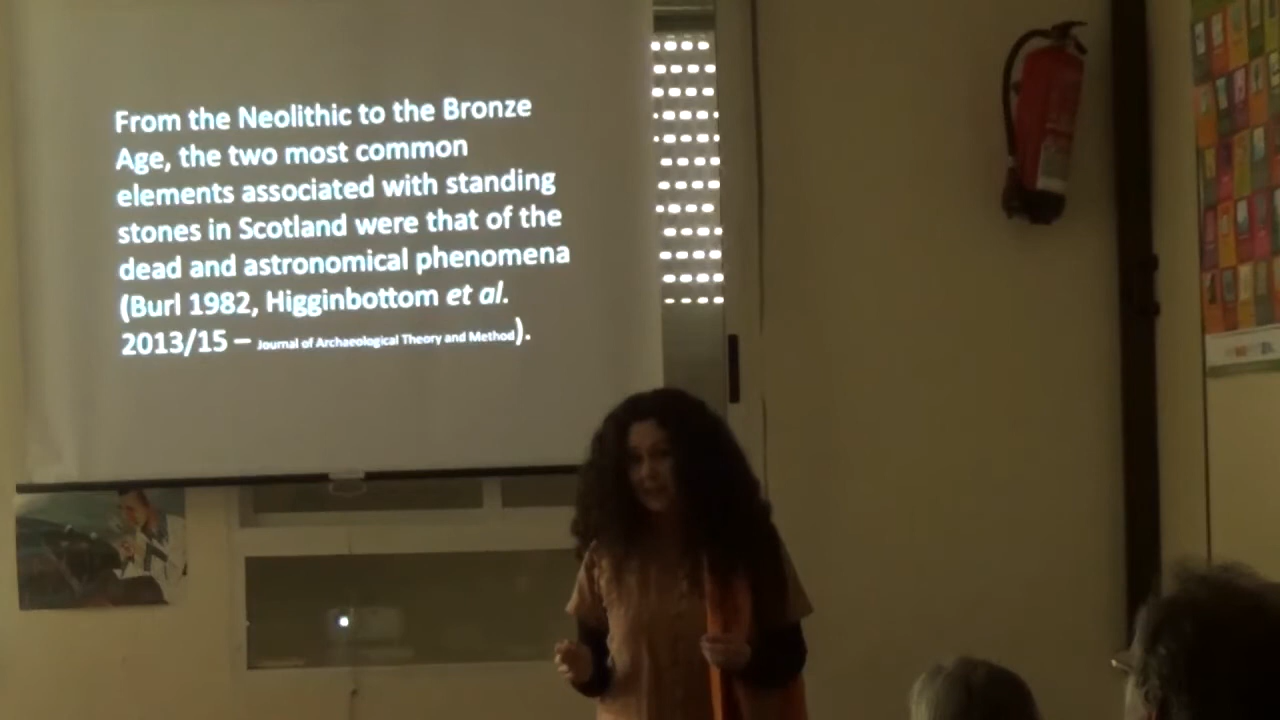 From the Neolithic to the Bronze
Age, the two most common
elements associated with standing
stones in Scotland were that of the
dead and astronomical phenomena
(Burl 1982, Higginbottom et al.
2013/15 – Journal of Archaeological Theory and Method).